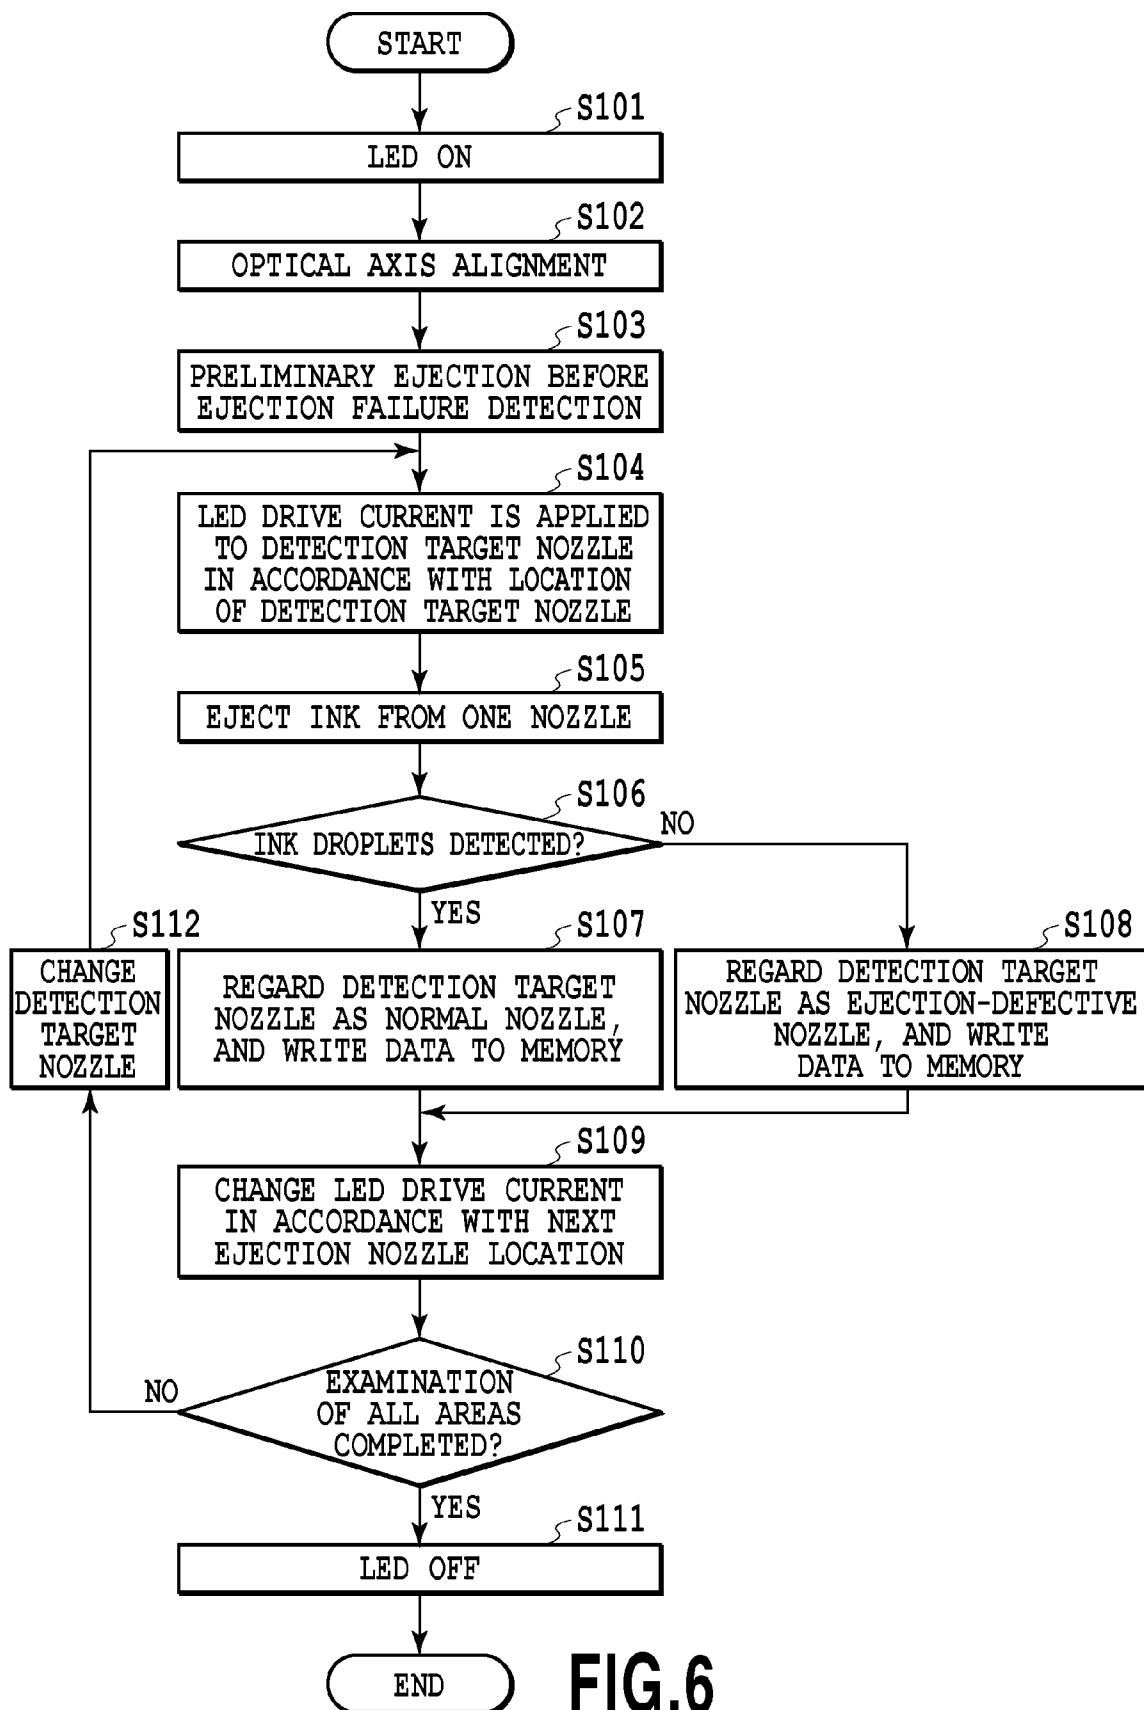 START
S101
LED ON
S102
OPTICAL AXIS ALIGNMENT
S103
PRELIMINARY EJECTION BEFORE
EJECTION FAILURE DETECTION
S104
LED DRIVE CURRENT IS APPLIED
TO DETECTION TARGET NOZZLE
IN ACCORDANCE WITH LOCATION
OF DETECTION TARGET NOZZLE
S105
EJECT INK FROM ONE NOZZLE
S106
INK DROPLETS DETECTED?
NO
YES
S112
CHANGE
DETECTION
TARGET
NOZZLE
S107
REGARD DETECTION TARGET
NOZZLE AS NORMAL NOZZLE,
AND WRITE DATA TO MEMORY
S108
REGARD DETECTION TARGET
NOZZLE AS EJECTION-DEFECTIVE
NOZZLE, AND WRITE
DATA TO MEMORY
S109
CHANGE LED DRIVE CURRENT
IN ACCORDANCE WITH NEXT
EJECTION NOZZLE LOCATION
S110
EXAMINATION
OF ALL AREAS
COMPLETED?
NO
YES
S111
LED OFF
END
FIG.6